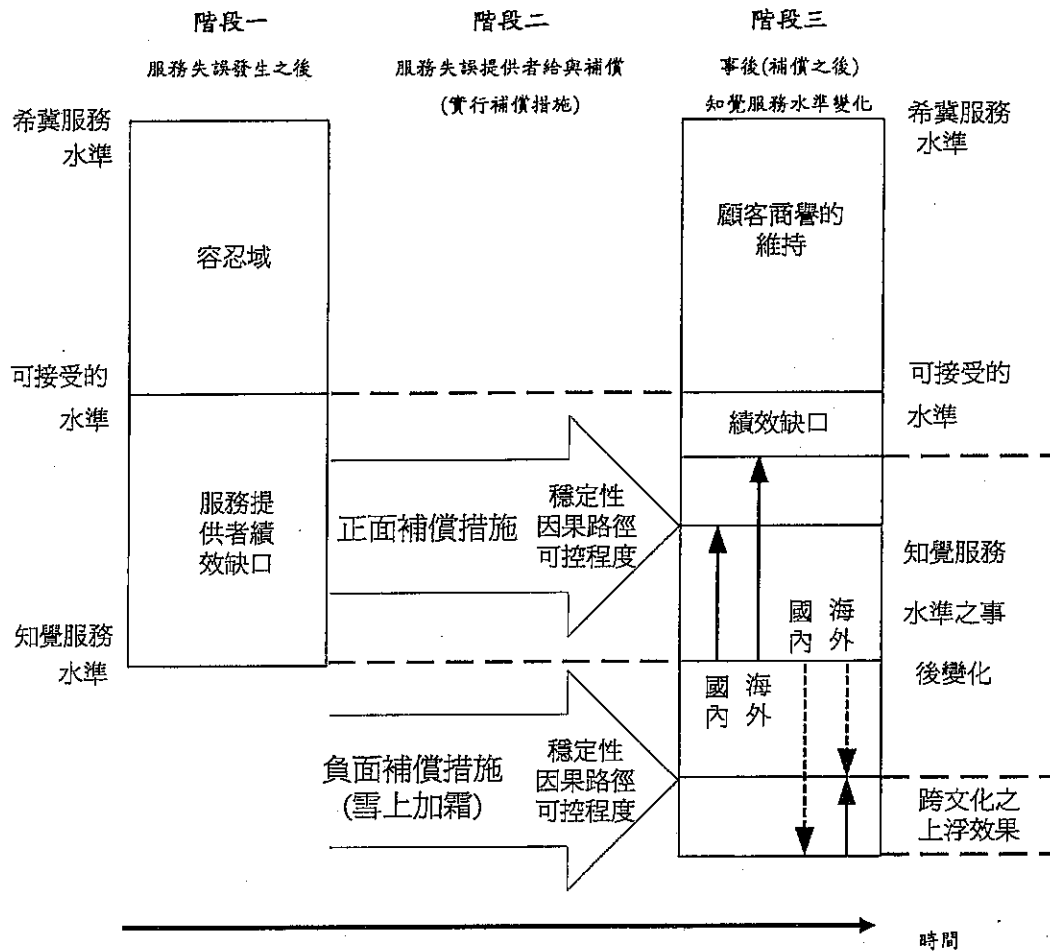 階段一
階段二
階段三
服務失誤發生之後
服務失誤提供者給與補償
(實行補償措施)
事後(補償之後)
知覺服務水準變化
希冀服務
水準
希冀服務
水準
容忍域
顧客商譽的
維持
可接受的
水準
可接受的
水準
績效缺口
服務提
供者績
效缺口
正面補償措施
穩定性
因果路徑
可控程度
知覺服務
水準之事
後變化
國內
海外
知覺服務
水準
國內
海外
負面補償措施
(雪上加霜)
穩定性
因果路徑
可控程度
跨文化之
上浮效果
時間